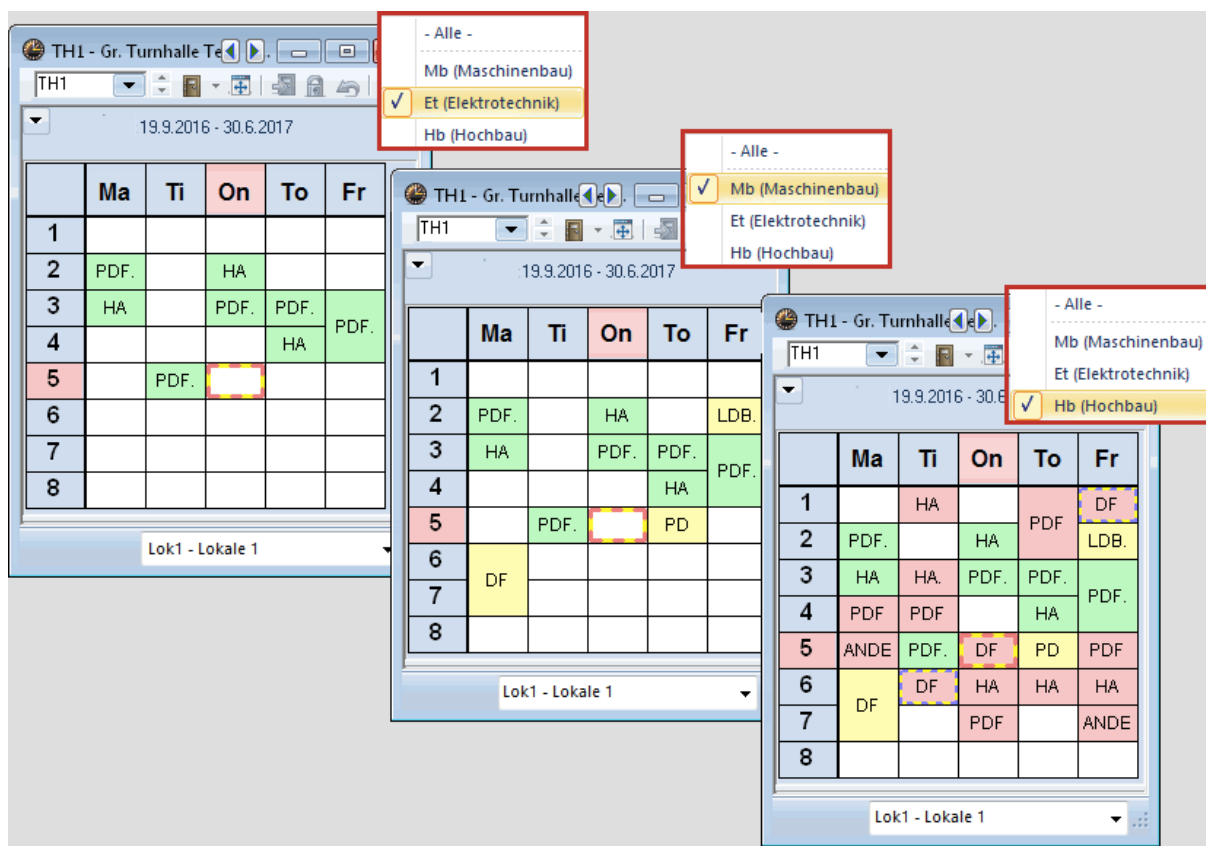 TH1 - Gr. Turnhalle Te
TH1
19.9.2016 - 30.6.2017
Ma Ti On To Fr
1
2 PDF. HA
3 HA PDF. PDF. PDF.
4 HA
5 PDF.
6
7
8
Lok1 - Lokale 1
- Alle -
Mb (Maschinenbau)
Et (Elektrotechnik)
Hb (Hochbau)
TH1 - Gr. Turnhalle
TH1
19.9.2016 - 30.6.2017
Ma Ti On To Fr
1
2 PDF. HA LDB.
3 HA PDF. PDF. PDF.
4 HA
5 PDF. PD
6 DF
7
8
Lok1 - Lokale 1
- Alle -
Mb (Maschinenbau)
Et (Elektrotechnik)
Hb (Hochbau)
TH1 - Gr. Turnhalle
TH1
19.9.2016 - 30.6
Ma Ti On To Fr
1 HA PDF DF
2 PDF. HA LDB.
3 HA HA. PDF. PDF. PDF.
4 PDF PDF HA
5 ANDE PDF. DF PD PDF
6 DF DF HA HA HA
7 PDF ANDE
8
Lok1 - Lokale 1
- Alle -
Mb (Maschinenbau)
Et (Elektrotechnik)
Hb (Hochbau)